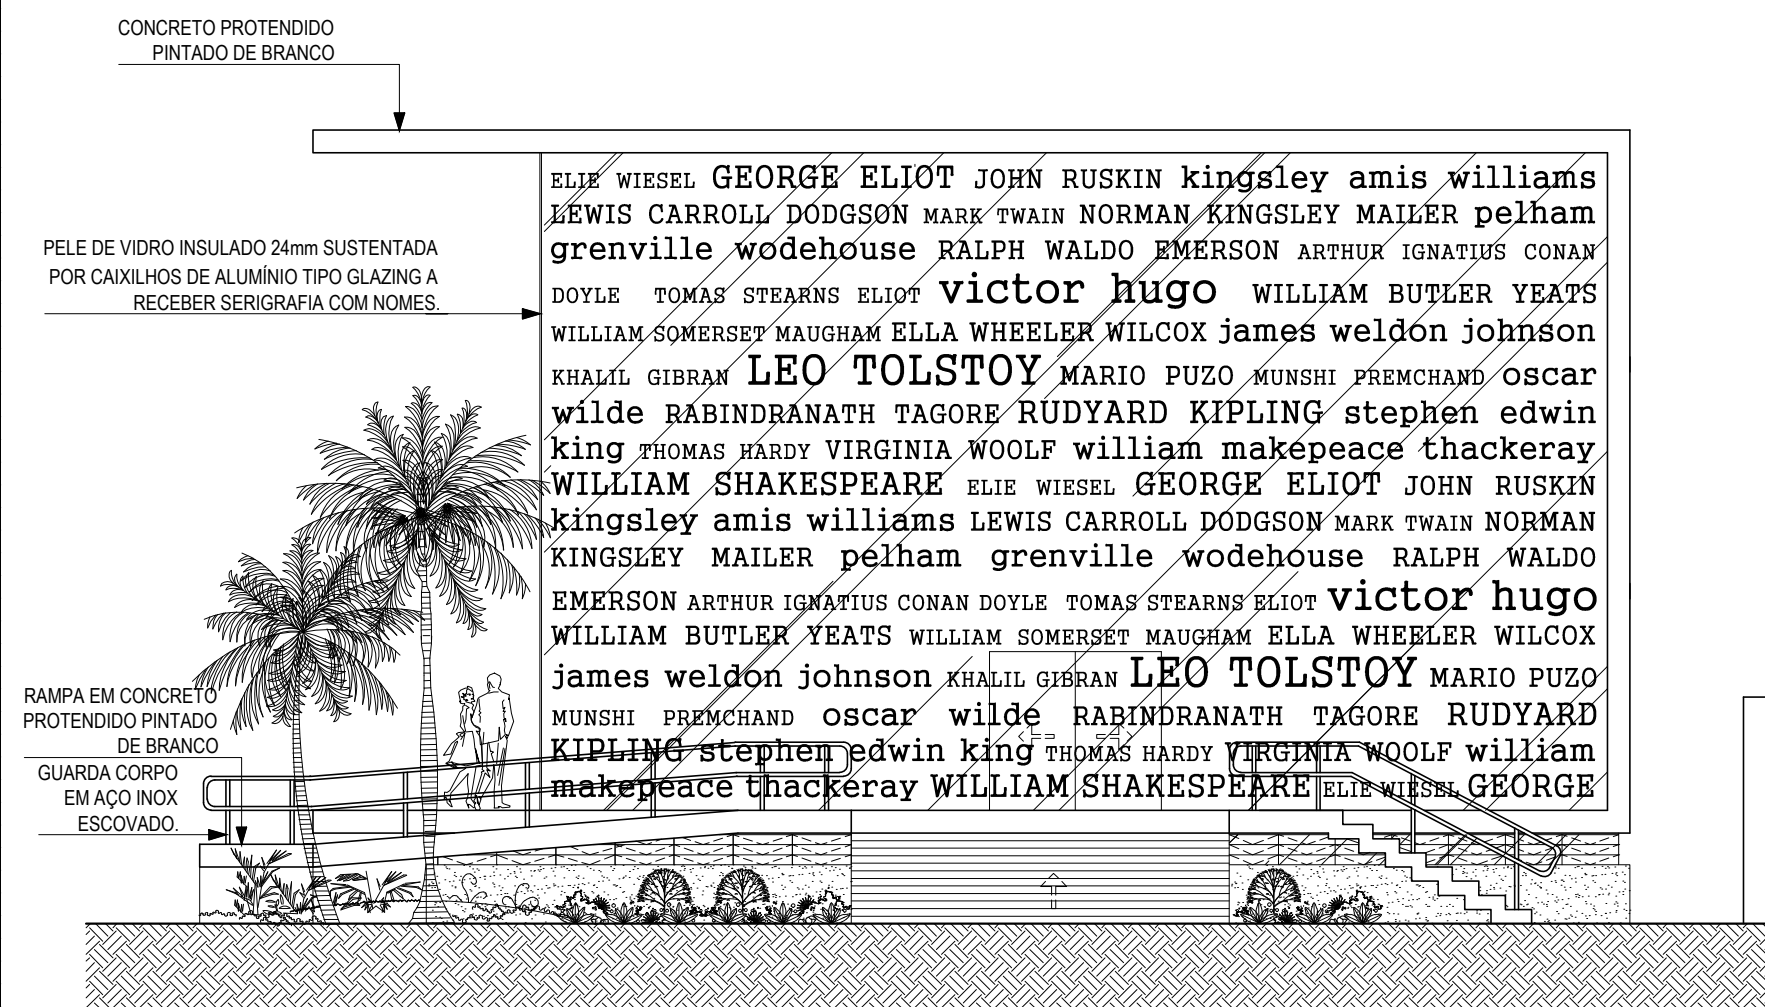 CONCRETO PROTENDIDO
PINTADO DE BRANCO
PELE DE VIDRO INSULADO 24mm SUSTENTADA
POR CAIXILHOS DE ALUMÍNIO TIPO GLAZING A
RECEBER SERIGRAFIA COM NOMES.
RAMPA EM CONCRETO
PROTENDIDO PINTADO
DE BRANCO
GUARDA CORPO
EM AÇO INOX
ESCOVADO.
ELIE WIESEL GEORGE ELIOT JOHN RUSKIN kingsley amis williams
LEWIS CARROLL DODGSON MARK TWAIN NORMAN KINGSLEY MAILER pelham
grenville wodehouse RALPH WALDO EMERSON ARTHUR IGNATIUS CONAN
DOYLE TOMAS STEARNS ELIOT victor hugo WILLIAM BUTLER YEATS
WILLIAM SOMERSET MAUGHAM ELLA WHEELER WILCOX james weldon johnson
KHALIL GIBRAN LEO TOLSTOY MARIO PUZO MUNSHI PREMCHAND oscar
wilde RABINDRANATH TAGORE RUDYARD KIPLING stephen edwin
king THOMAS HARDY VIRGINIA WOOLF william makepeace thackeray
WILLIAM SHAKESPEARE ELIE WIESEL GEORGE ELIOT JOHN RUSKIN
kingsley amis williams LEWIS CARROLL DODGSON MARK TWAIN NORMAN
KINGSLEY MAILER pelham grenville wodehouse RALPH WALDO
EMERSON ARTHUR IGNATIUS CONAN DOYLE TOMAS STEARNS ELIOT victor hugo
WILLIAM BUTLER YEATS WILLIAM SOMERSET MAUGHAM ELLA WHEELER WILCOX
james weldon johnson KHALIL GIBRAN LEO TOLSTOY MARIO PUZO
MUNSHI PREMCHAND oscar wilde RABINDRANATH TAGORE RUDYARD
KIPLING stephen edwin king THOMAS HARDY VIRGINIA WOOLF william
makepeace thackeray WILLIAM SHAKESPEARE ELIE WIESEL GEORGE